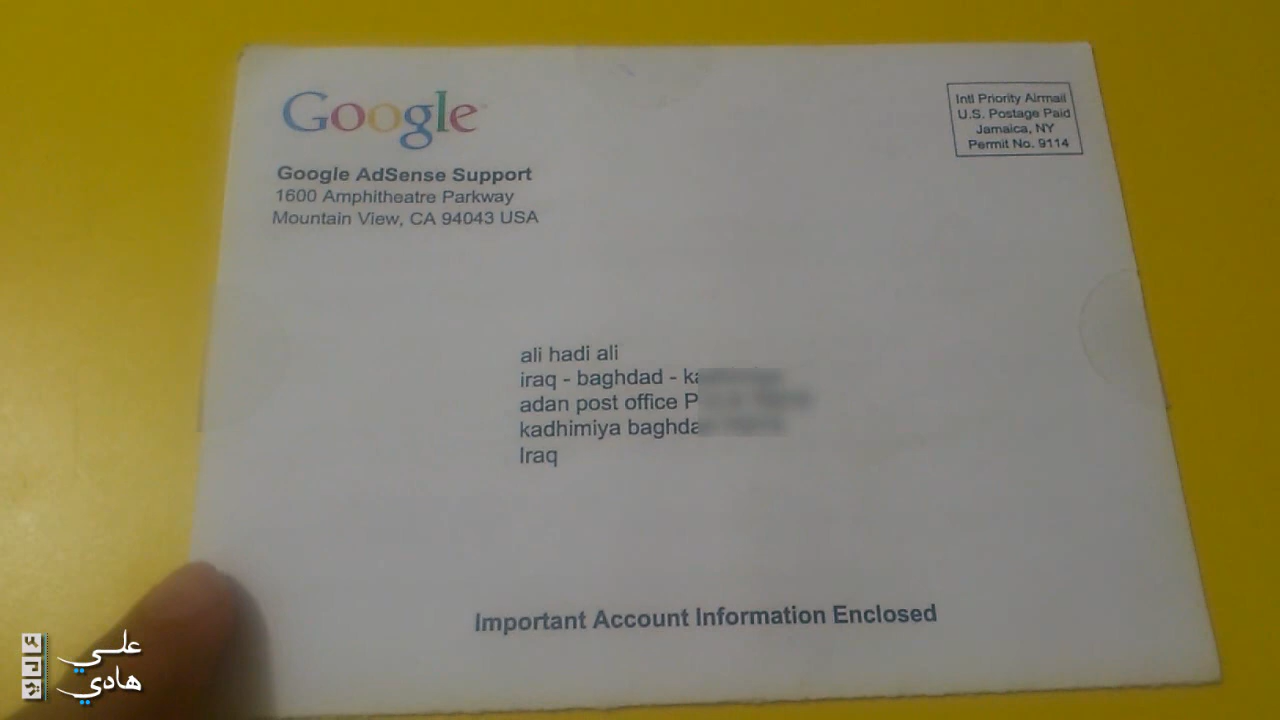 Google
Google AdSense Support
1600 Amphitheatre Parkway
Mountain View, CA 94043 USA
Intl Priority Airmail
U.S. Postage Paid
Jamaica, NY
Permit No. 9114
ali hadi ali
iraq - baghdad -
adan post office
kadhimiya
Iraq
Important Account Information Enclosed
علي
هادي